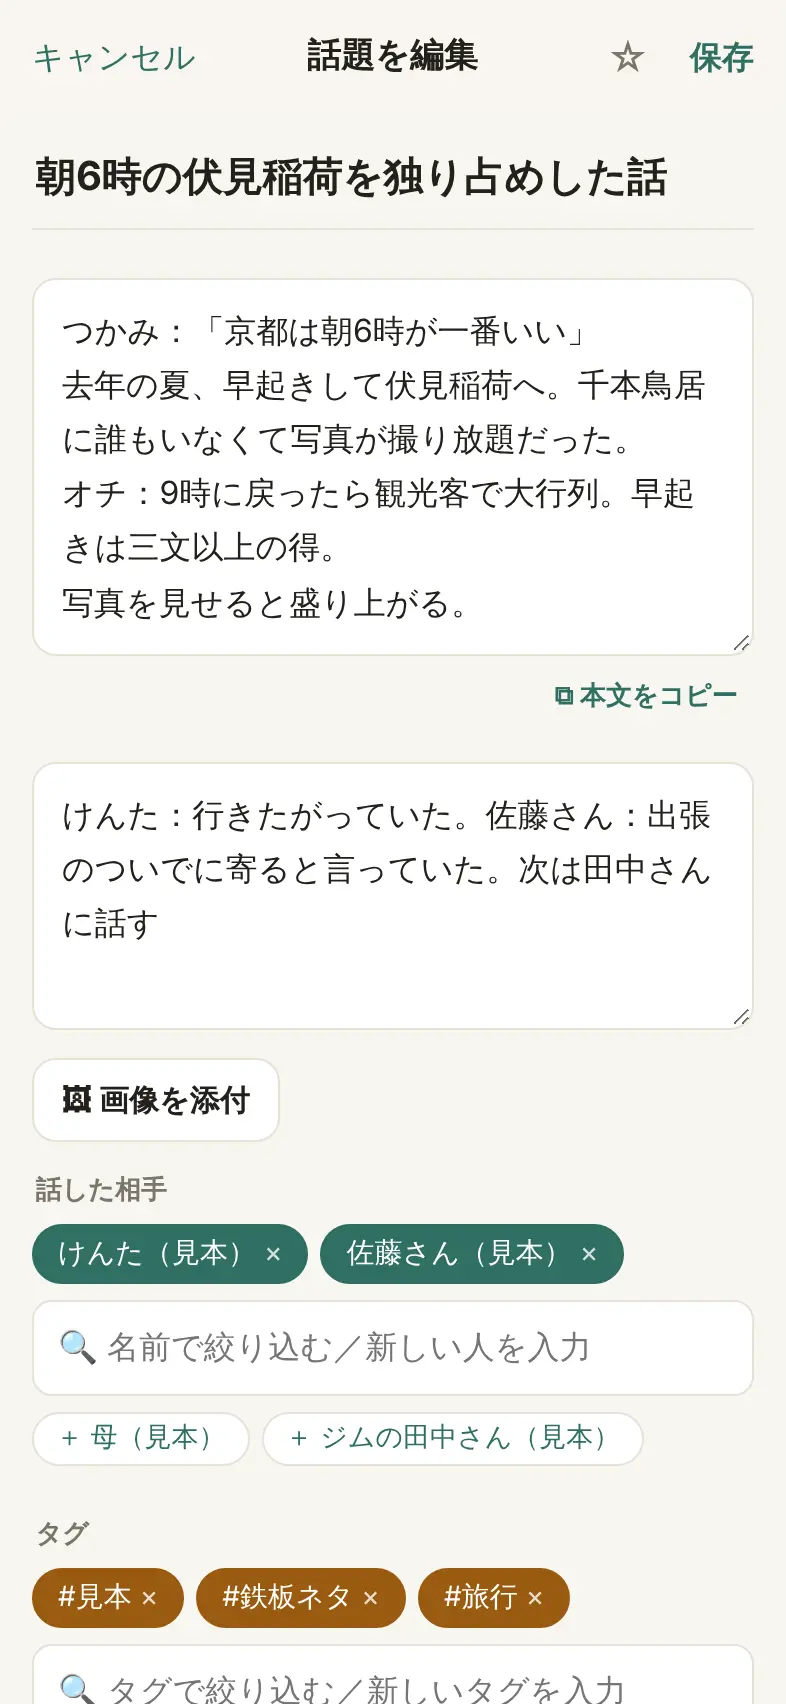 キャンセル 話題を編集 ☆ 保存
朝6時の伏見稲荷を独り占めした話
つかみ：「京都は朝6時が一番いい」
去年の夏、早起きして伏見稲荷へ。千本鳥居
に誰もいなくて写真が撮り放題だった。
オチ：9時に戻ったら観光客で大行列。早起
きは三文以上の得。
写真を見せると盛り上がる。
⧉ 本文をコピー
けんた：行きたがっていた。佐藤さん：出張
のついでに寄ると言っていた。次は田中さん
に話す
🖼 画像を添付
話した相手
けんた（見本） × 佐藤さん（見本） ×
🔍 名前で絞り込む／新しい人を入力
＋ 母（見本） ＋ ジムの田中さん（見本）
タグ
#見本 × #鉄板ネタ × #旅行 ×
🔍 タグで絞り込む／新しいタグを入力